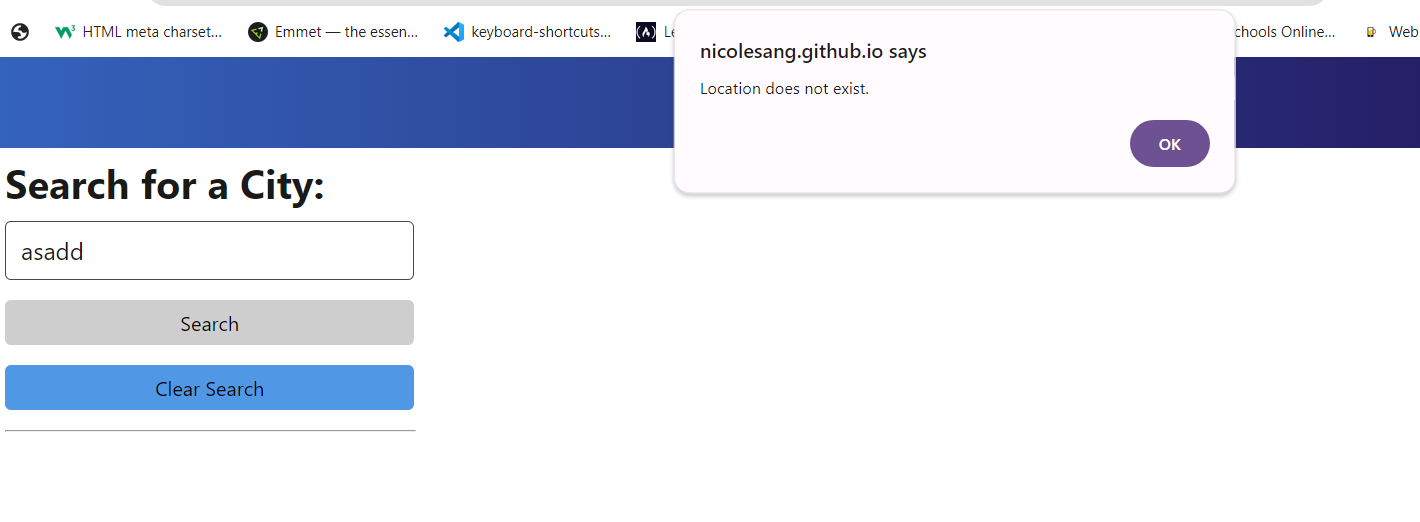 HTML meta charset...
Emmet — the essen...
keyboard-shortcuts...
chools Online...
Web
nicolesang.github.io says
Location does not exist.
OK
Search for a City:
asadd
Search
Clear Search